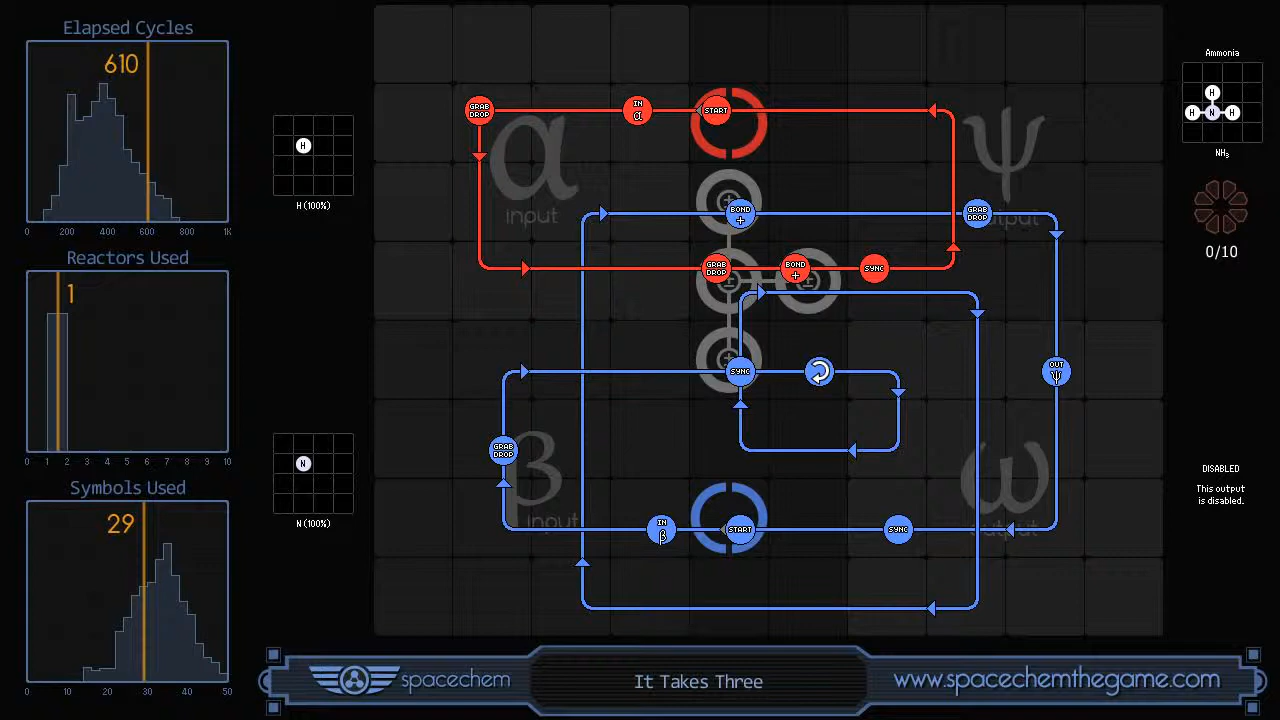 Elapsed Cycles
610
0 200 400 600 800 1K
Reactors Used
1
0 1 2 3 4 5 6 7 8 9 10
Symbols Used
29
0 10 20 30 40 50
H
H (100%)
N
N (100%)
α
input
β
input
ψ
output
ω
output
GRAB DROP
IN α
START
BOND +
GRAB DROP
GRAB DROP
BOND +
SYNC
SYNC
OUT ψ
GRAB DROP
IN β
START
SYNC
Ammonia
H
H N H
NH₃
0/10
DISABLED
This output
is disabled.
spacechem
It Takes Three
www.spacechemthegame.com